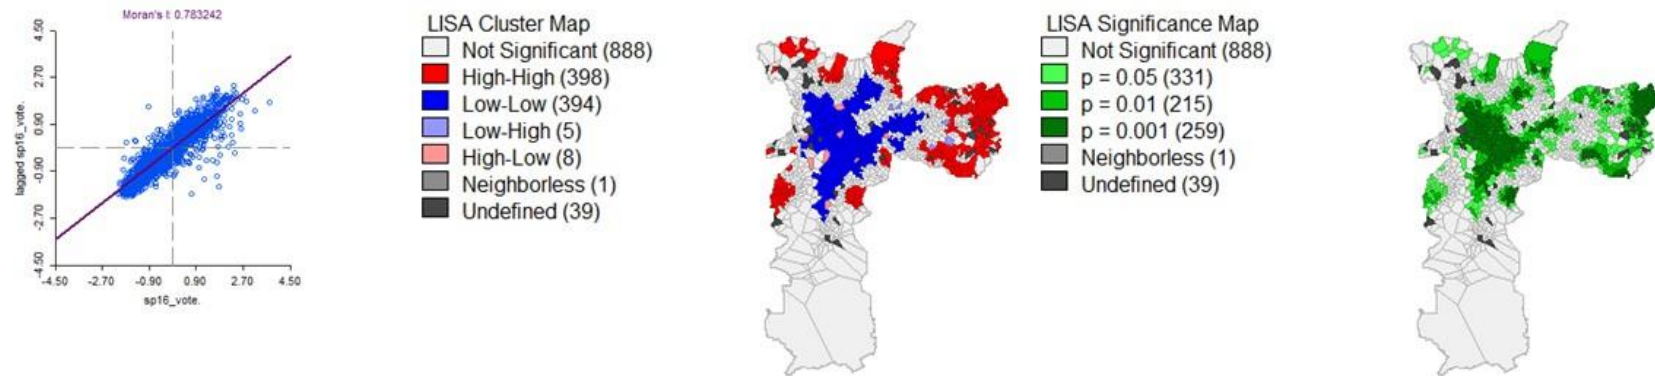 Moran's I: 0.783242
4.50
2.70
0.90
-0.90
-2.70
-4.50
lagged sp16_vote.
-4.50 -2.70 -0.90 0.90 2.70 4.50
sp16_vote.
LISA Cluster Map
Not Significant (888)
High-High (398)
Low-Low (394)
Low-High (5)
High-Low (8)
Neighborless (1)
Undefined (39)
LISA Significance Map
Not Significant (888)
p = 0.05 (331)
p = 0.01 (215)
p = 0.001 (259)
Neighborless (1)
Undefined (39)